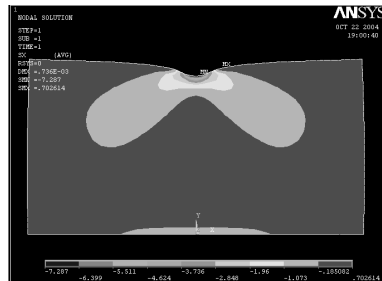 1
NODAL SOLUTION
ANSYS
OCT 22 2004
19:00:40
STEP=1
SUB =1
TIME=1
SX (AVG)
RSYS=0
DMX =.736E-03
SMN =-7.287
SMX =.702614
MN MX
Y
Z X
-7.287 -5.511 -3.736 -1.96 -.185082
-6.399 -4.624 -2.848 -1.073 .702614